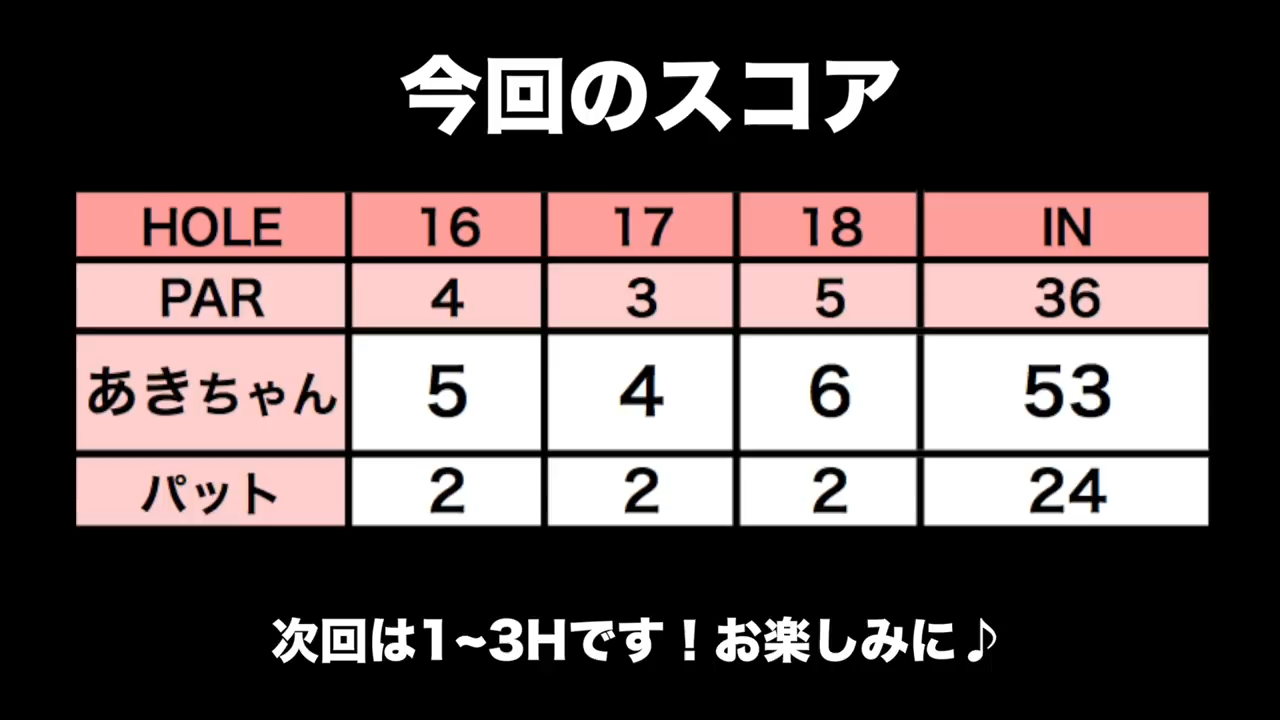 今回のスコア
HOLE 16 17 18 IN
PAR 4 3 5 36
あきちゃん 5 4 6 53
パット 2 2 2 24
次回は1~3Hです！お楽しみに♪